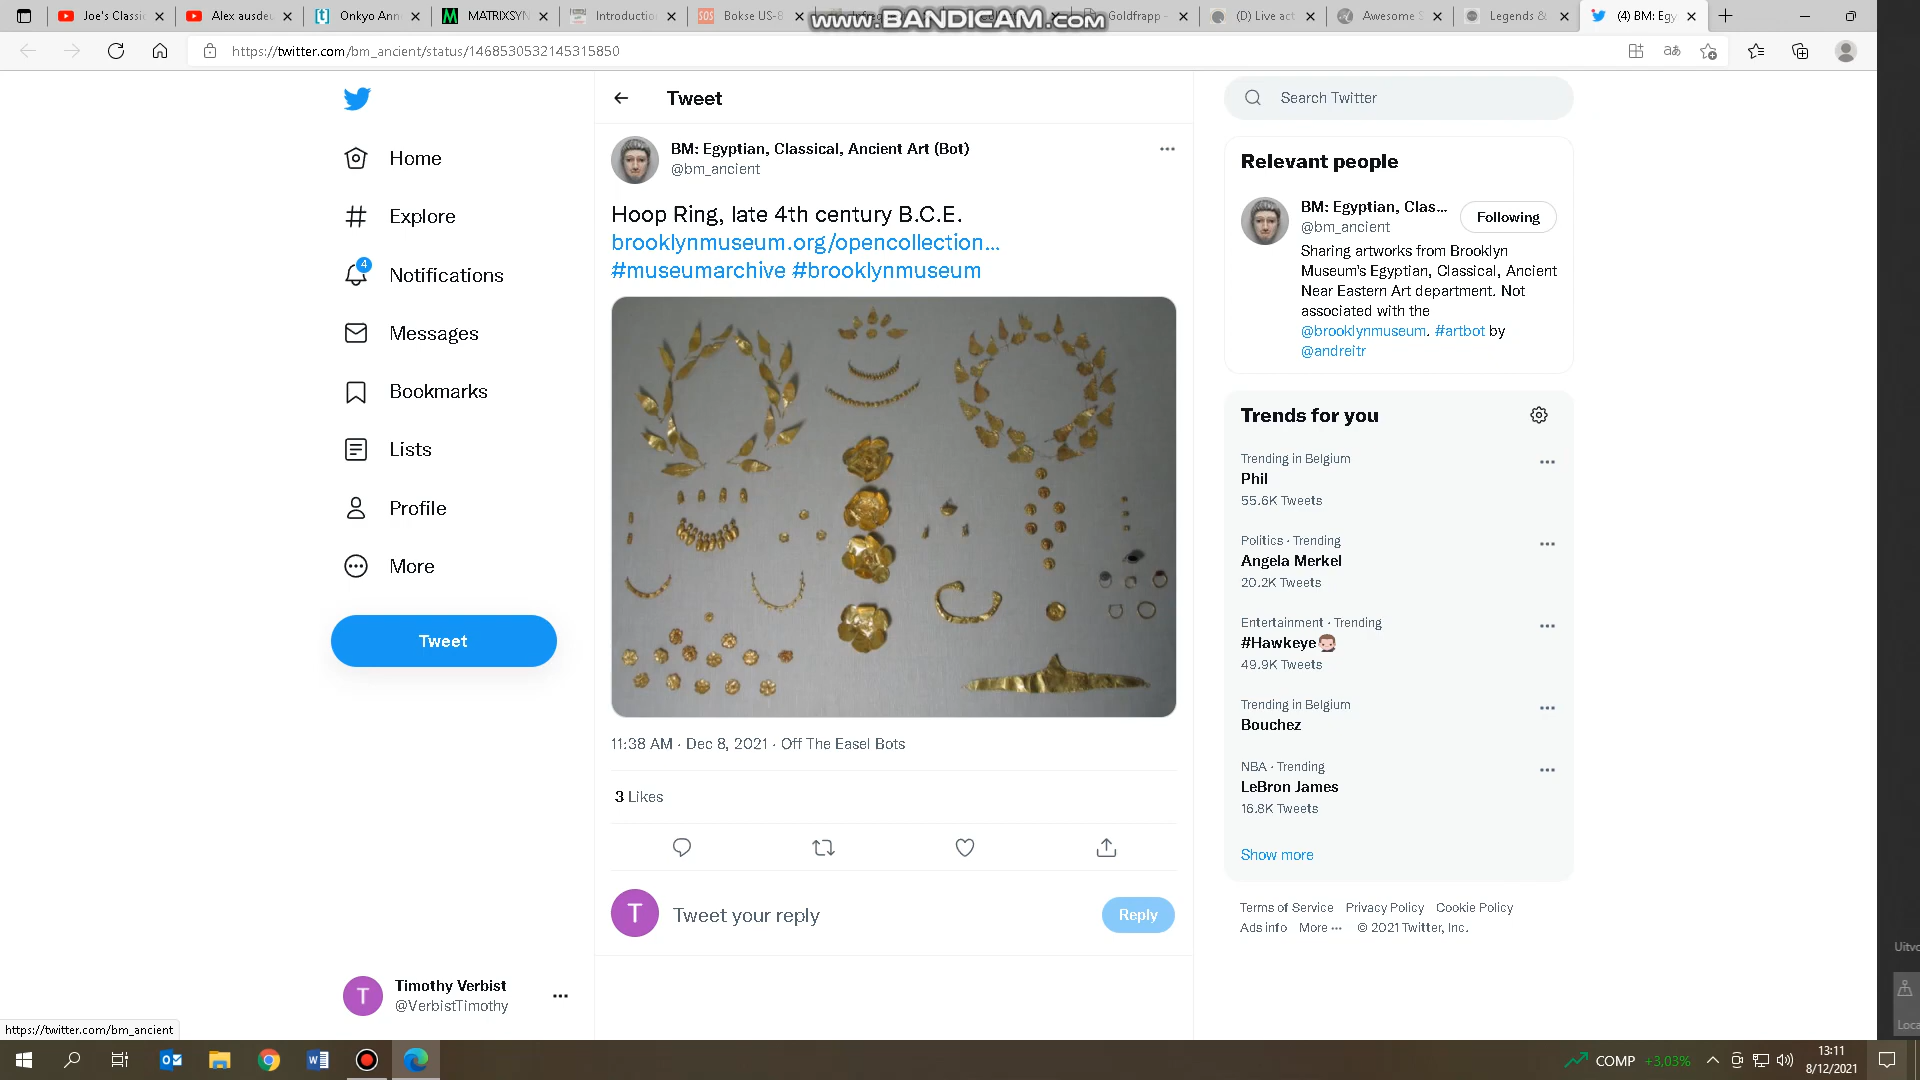 Joe's Classi
Alex ausdeu
Onkyo Ann
MATRIXSYN
Introduction
Bokse US-8
Goldfrapp -
(D) Live act
Awesome S
Legends &
(4) BM: Egy
www.BANDICAM.com
https://twitter.com/bm_ancient/status/1468530532145315850
Home
Explore
4
Notifications
Messages
Bookmarks
Lists
Profile
More
Tweet
Timothy Verbist
@VerbistTimothy
https://twitter.com/bm_ancient
Tweet
BM: Egyptian, Classical, Ancient Art (Bot)
@bm_ancient
Hoop Ring, late 4th century B.C.E.
brooklynmuseum.org/opencollection...
#museumarchive #brooklynmuseum
11:38 AM · Dec 8, 2021 · Off The Easel Bots
3 Likes
T
Tweet your reply
Reply
T
Search Twitter
Relevant people
BM: Egyptian, Clas...
@bm_ancient
Following
Sharing artworks from Brooklyn
Museum's Egyptian, Classical, Ancient
Near Eastern Art department. Not
associated with the
@brooklynmuseum. #artbot by
@andreitr
Trends for you
Trending in Belgium
Phil
55.6K Tweets
Politics · Trending
Angela Merkel
20.2K Tweets
Entertainment · Trending
#Hawkeye
49.9K Tweets
Trending in Belgium
Bouchez
NBA · Trending
LeBron James
16.8K Tweets
Show more
Terms of Service Privacy Policy Cookie Policy
Ads info More ··· © 2021 Twitter, Inc.
Uitvo
Loca
COMP +3,03%
13:11
8/12/2021